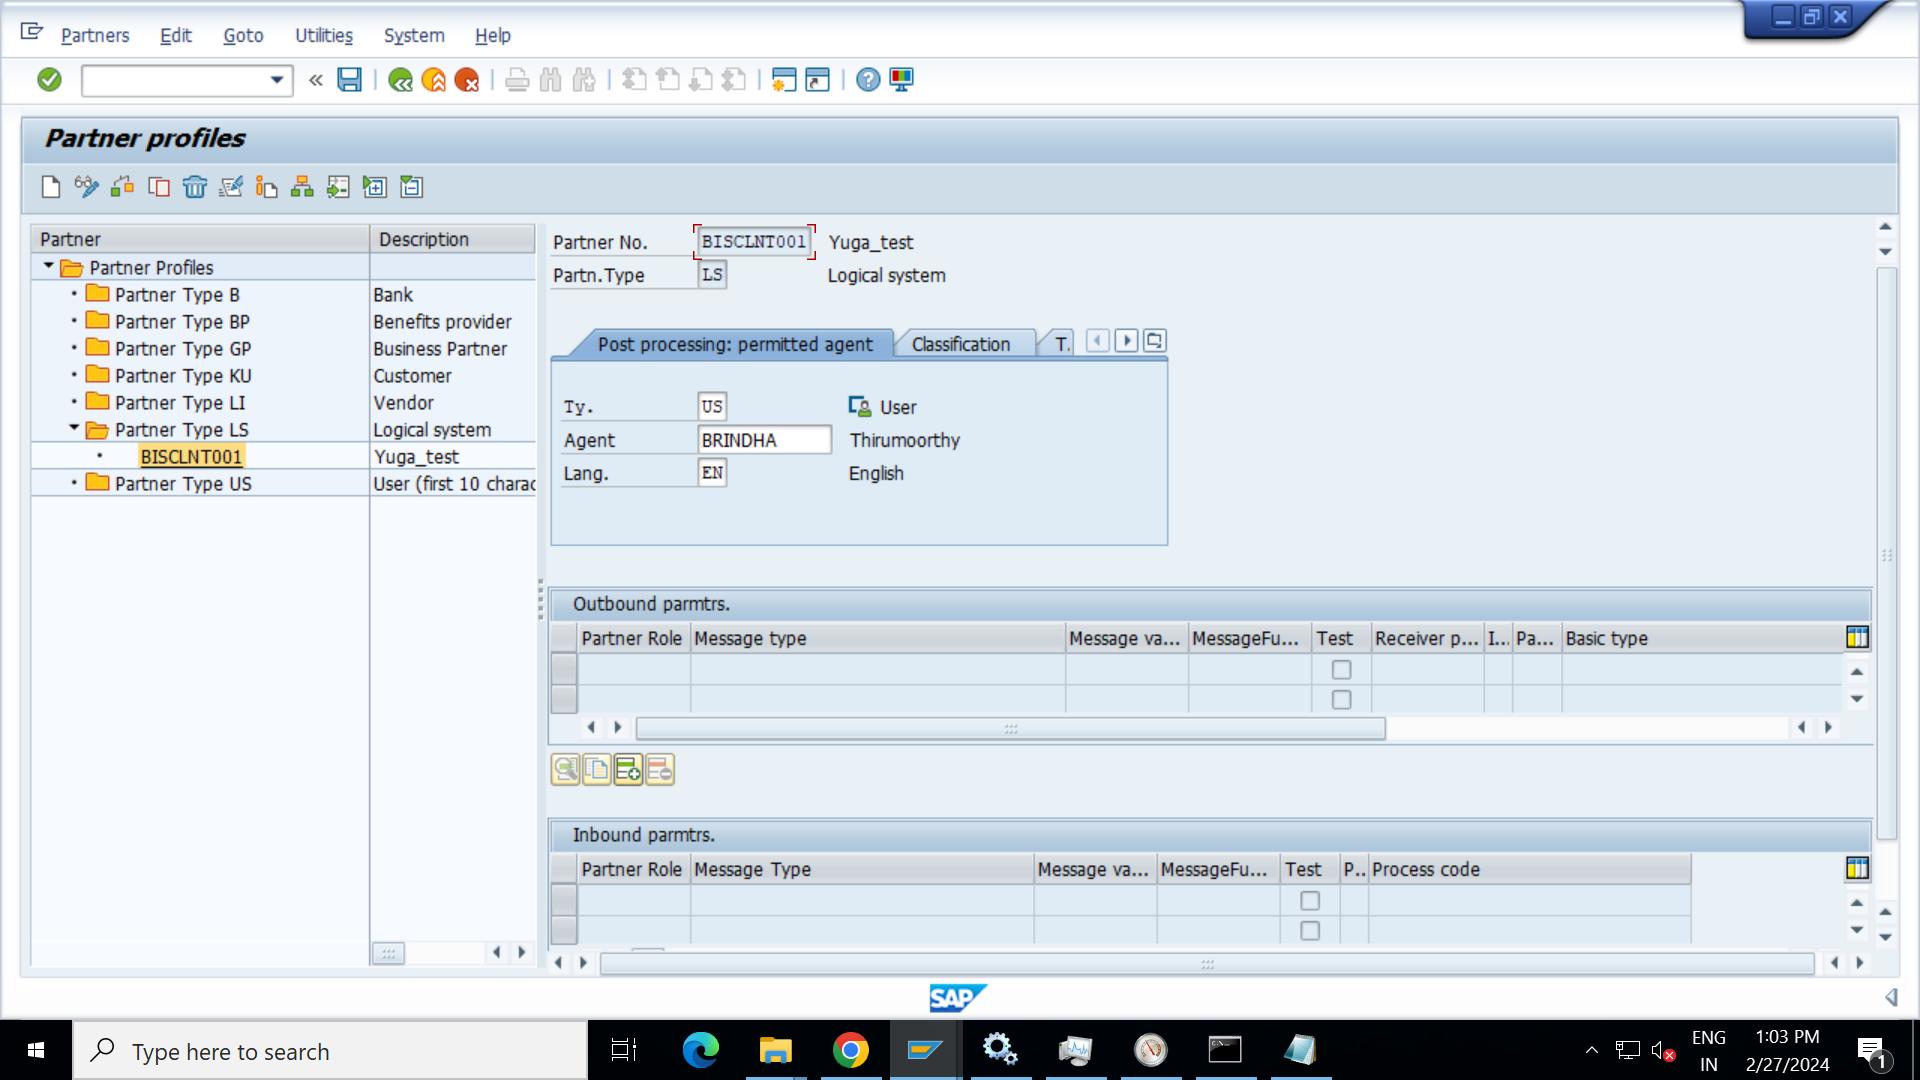 Partners Edit Goto Utilities System Help
Partner profiles
Partner Description
Partner Profiles
Partner Type B Bank
Partner Type BP Benefits provider
Partner Type GP Business Partner
Partner Type KU Customer
Partner Type LI Vendor
Partner Type LS Logical system
BISCLNT001 Yuga_test
Partner Type US User (first 10 charac
Partner No. BISCLNT001 Yuga_test
Partn.Type LS Logical system
Post processing: permitted agent Classification T.
Ty. US User
Agent BRINDHA Thirumoorthy
Lang. EN English
Outbound parmtrs.
Partner Role Message type Message va... MessageFu... Test Receiver p... I.. Pa... Basic type
Inbound parmtrs.
Partner Role Message Type Message va... MessageFu... Test P.. Process code
SAP
Type here to search
ENG
IN
1:03 PM
2/27/2024
1